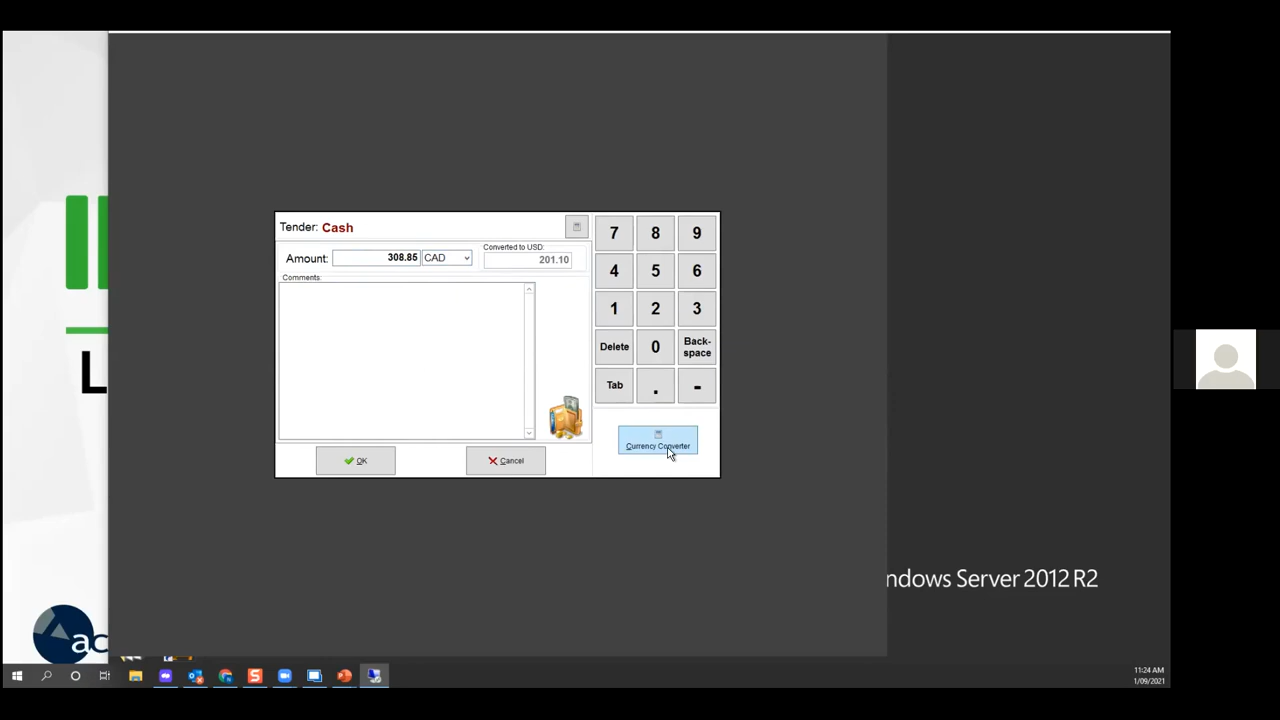 Tender: Cash
Amount: 308.85 CAD
Converted to USD:
201.10
Comments:
7 8 9
4 5 6
1 2 3
Delete 0 Back-
space
Tab . -
Currency Converter
OK
Cancel
L
ndows Server 2012 R2
ac
11:24 AM
1/09/2021